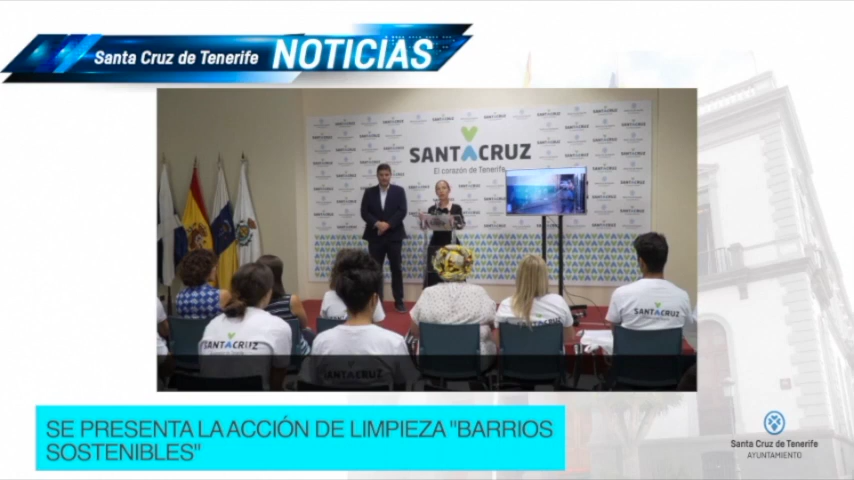 Santa Cruz de Tenerife NOTICIAS
SANTACRUZ
El corazón de Tenerife
SANTACRUZ
SANTACRUZ
SANTACRUZ
SANTACRUZ
SE PRESENTA LA ACCIÓN DE LIMPIEZA "BARRIOS
SOSTENIBLES"
Santa Cruz de Tenerife
AYUNTAMIENTO